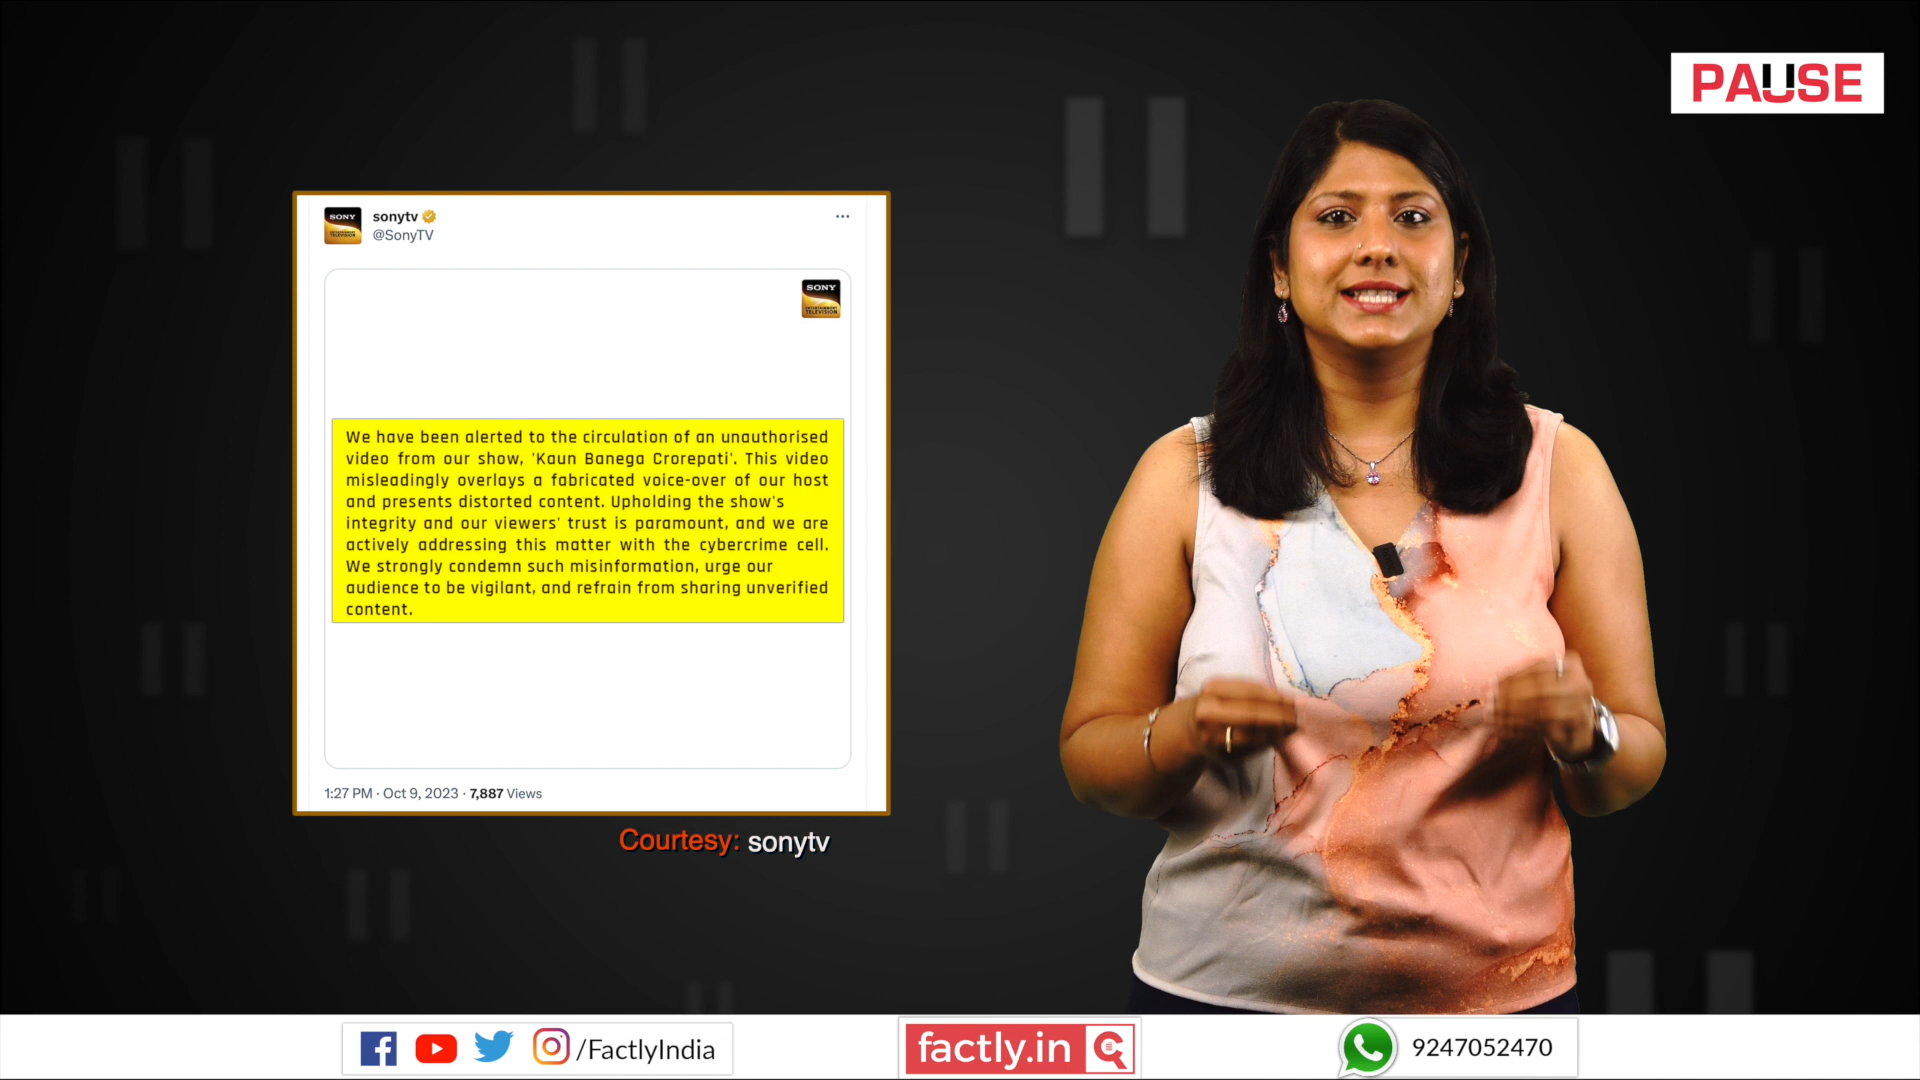 PAUSE
SONY
sonytv
@SonyTV
SONY
ENTERTAINMENT
TELEVISION
We have been alerted to the circulation of an unauthorised
video from our show, 'Kaun Banega Crorepati'. This video
misleadingly overlays a fabricated voice-over of our host
and presents distorted content. Upholding the show's
integrity and our viewers' trust is paramount, and we are
actively addressing this matter with the cybercrime cell.
We strongly condemn such misinformation, urge our
audience to be vigilant, and refrain from sharing unverified
content.
1:27 PM · Oct 9, 2023 · 7,887 Views
Courtesy: sonytv
/FactlyIndia
factly.in
9247052470